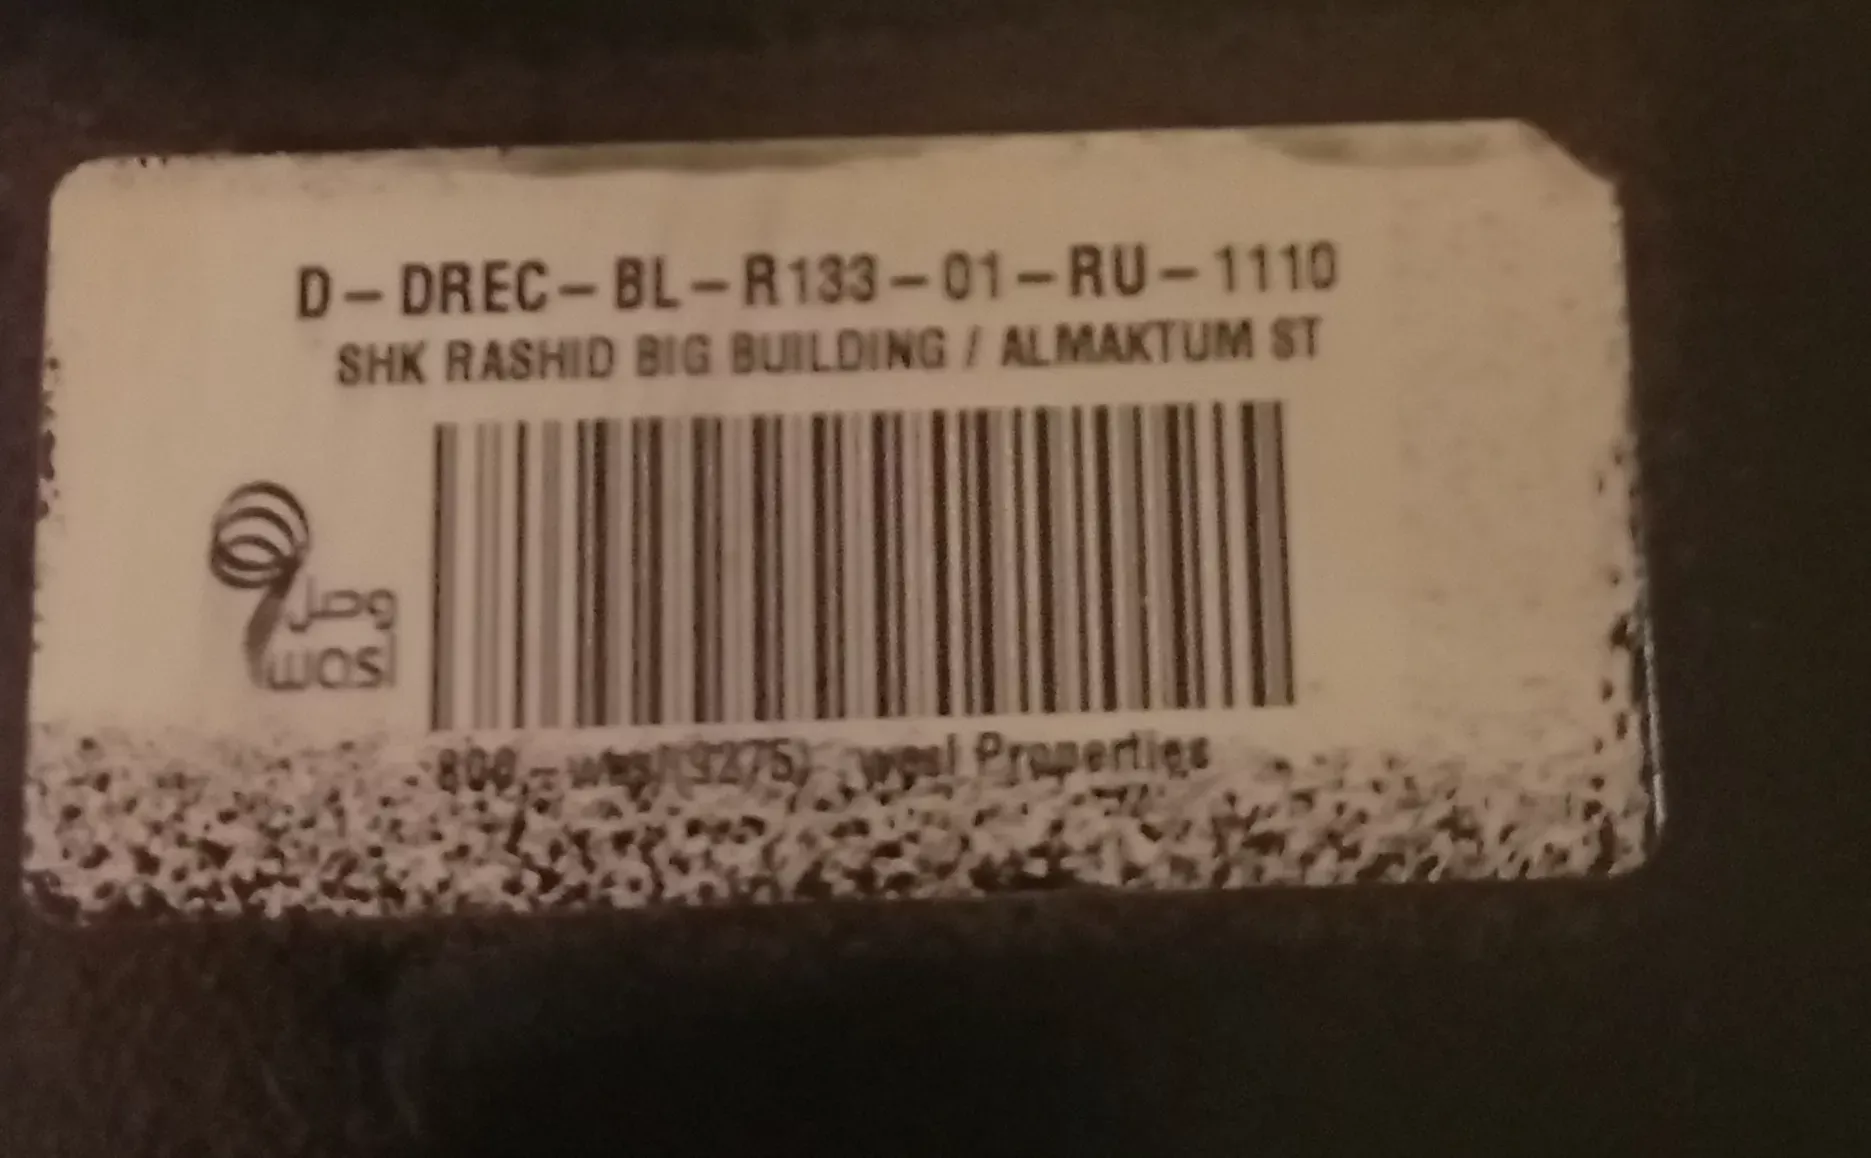 D-DREC-BL-R133-01-RU-1110
SHK RASHID BIG BUILDING / ALMAKTUM ST
وصل
wasl
800 - wasl (9275) wasl Properties